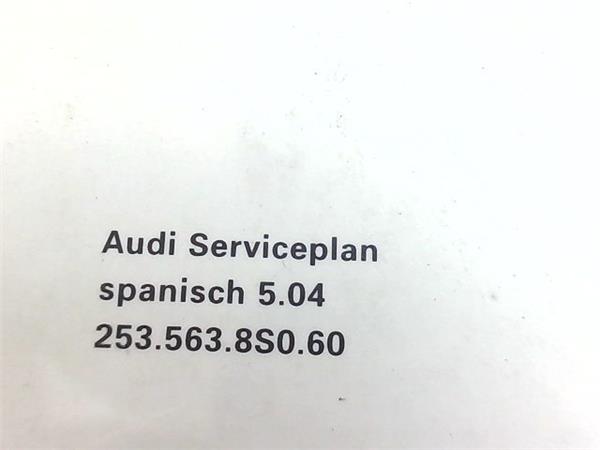 Audi Serviceplan
spanisch 5.04
253.563.8S0.60